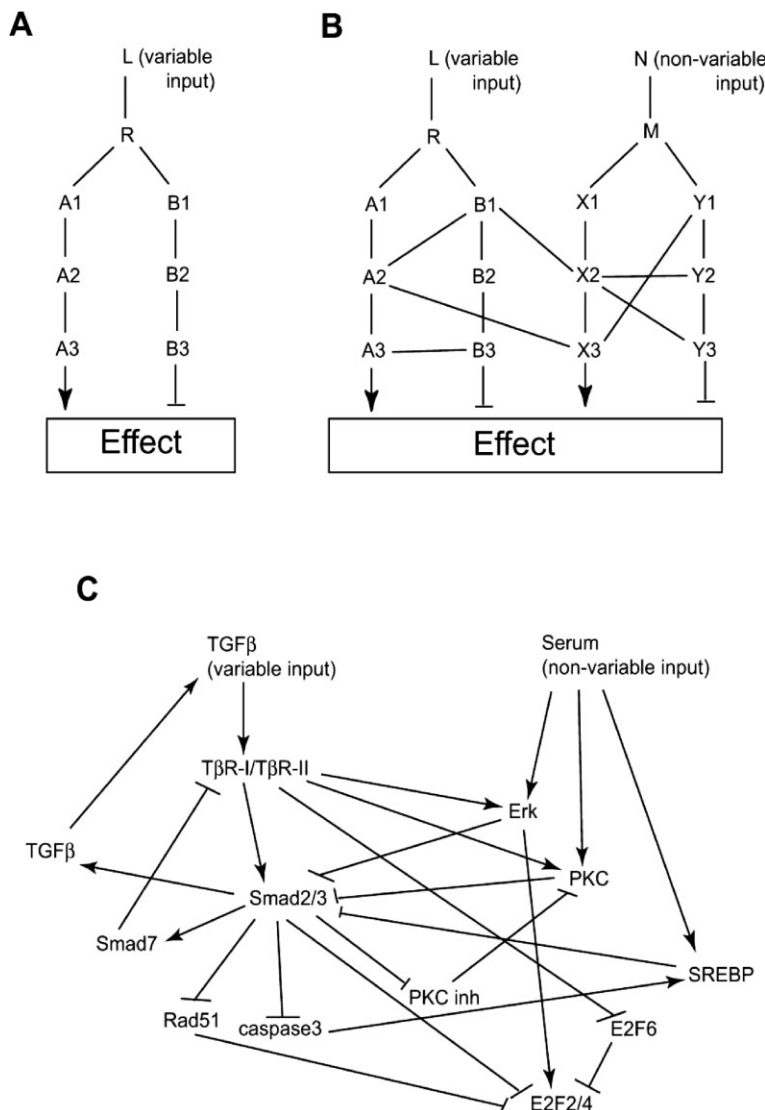 A
B
L (variable
input)
L (variable
input)
N (non-variable
input)
R
R
M
A1
B1
A1
B1
X1
Y1
A2
B2
A2
B2
X2
Y2
A3
B3
A3
B3
X3
Y3
Effect
Effect
C
TGFβ
(variable input)
Serum
(non-variable input)
TβR-I/TβR-II
Erk
TGFβ
PKC
Smad2/3
Smad7
SREBP
PKC inh
Rad51
caspase3
E2F6
E2F2/4